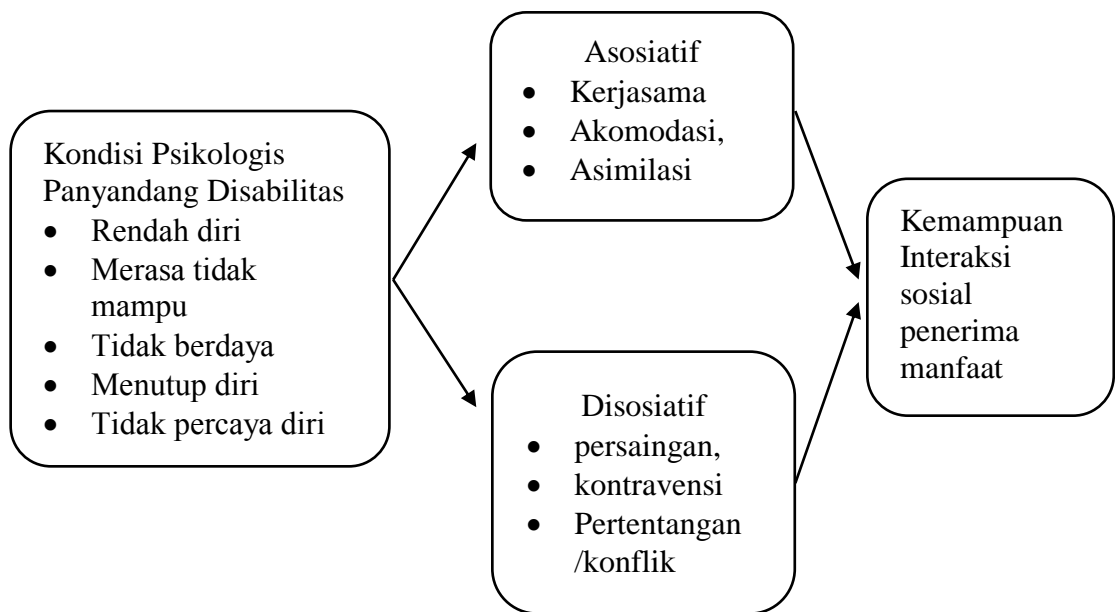 Kondisi Psikologis
Panyandang Disabilitas
• Rendah diri
• Merasa tidak
mampu
• Tidak berdaya
• Menutup diri
• Tidak percaya diri
Asosiatif
• Kerjasama
• Akomodasi,
• Asimilasi
Disosiatif
• persaingan,
• kontravensi
• Pertentangan
/konflik
Kemampuan
Interaksi
sosial
penerima
manfaat